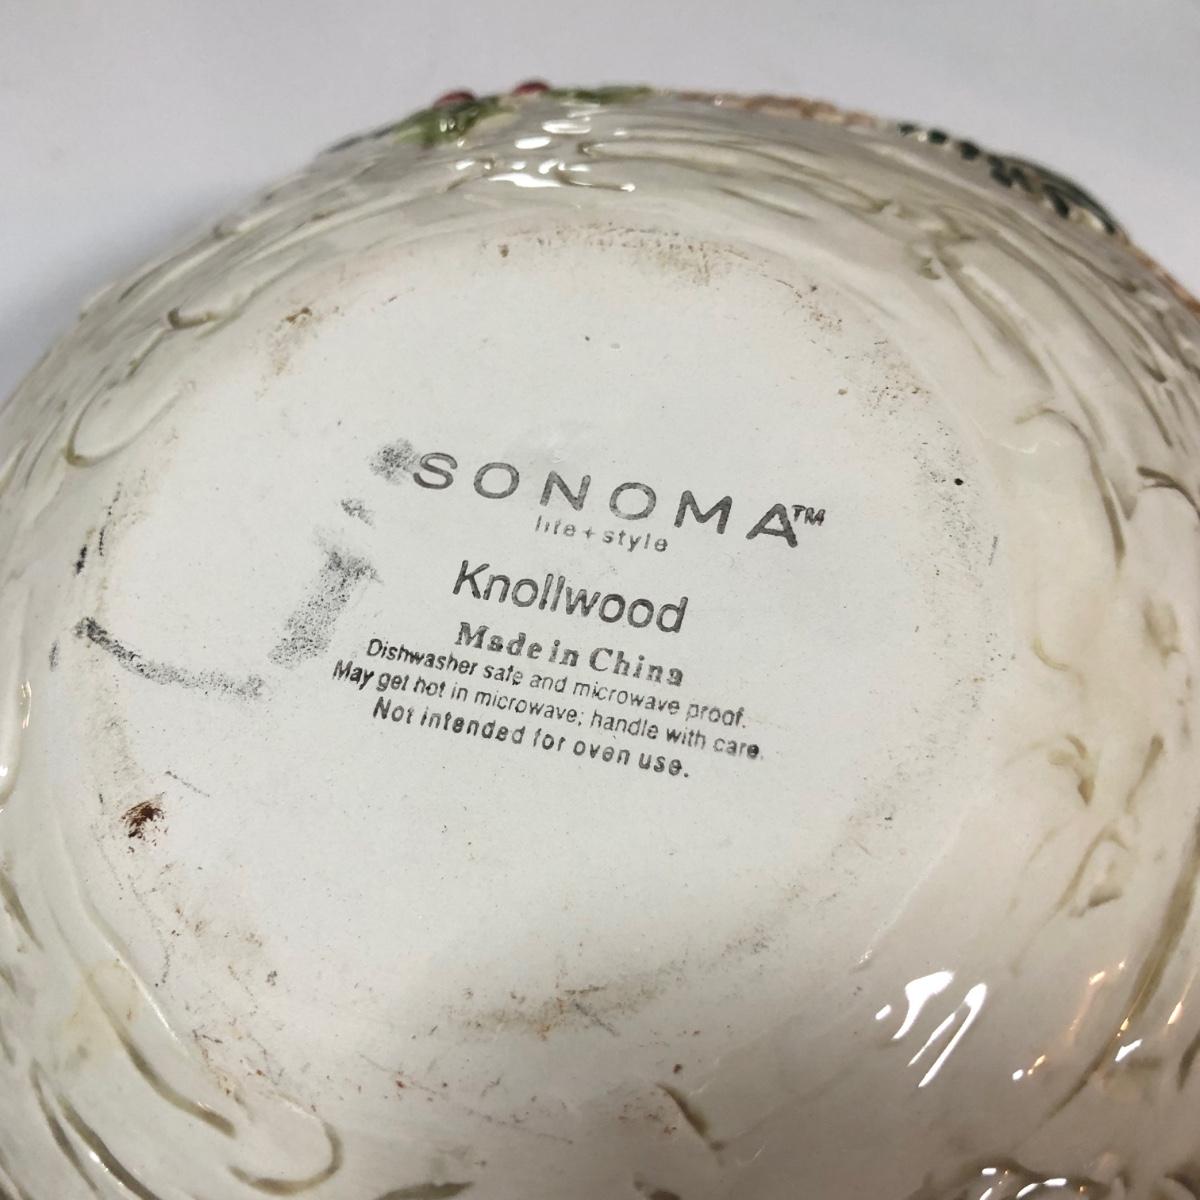 SONOMA™
life+style
Knollwood
Made in China
Dishwasher safe and microwave proof.
May get hot in microwave; handle with care.
Not intended for oven use.